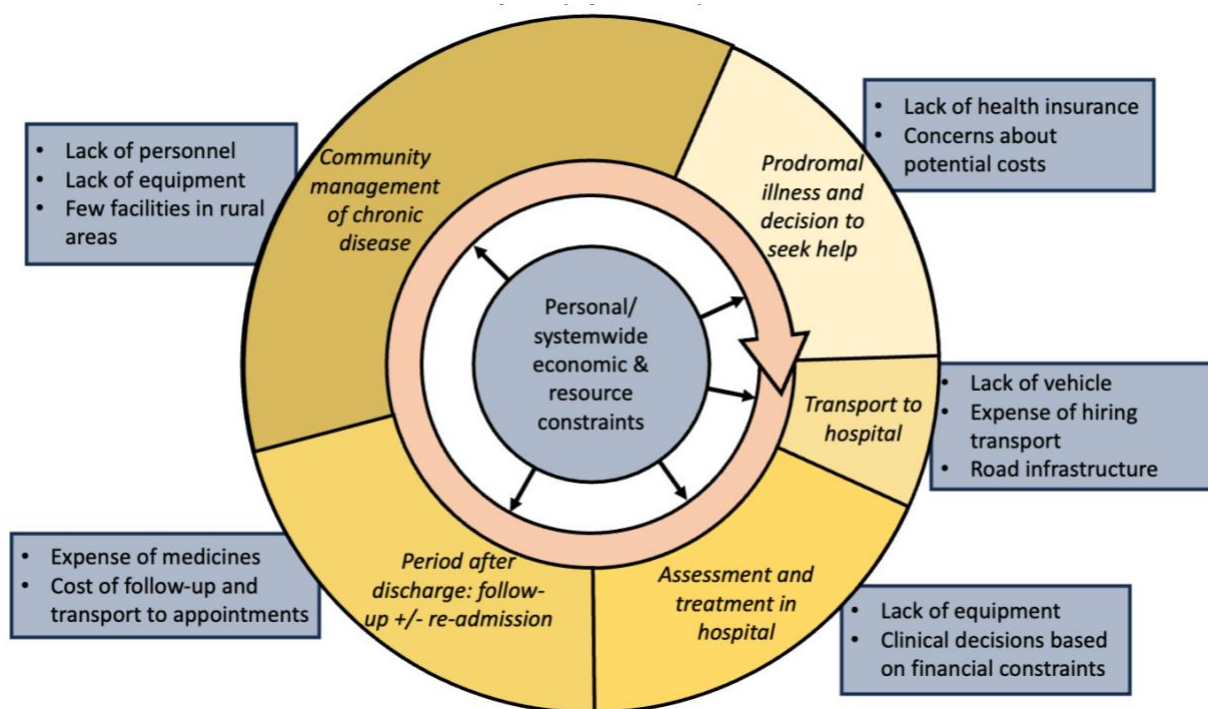 Lack of personnel
Lack of equipment
Few facilities in rural
areas
Community
management
of chronic
disease
Prodromal
illness and
decision to
seek help
Lack of health insurance
Concerns about
potential costs
Personal/
systemwide
economic &
resource
constraints
Transport to
hospital
Lack of vehicle
Expense of hiring
transport
Road infrastructure
Assessment and
treatment in
hospital
Lack of equipment
Clinical decisions based
on financial constraints
Period after
discharge: follow-
up +/- re-admission
Expense of medicines
Cost of follow-up and
transport to appointments